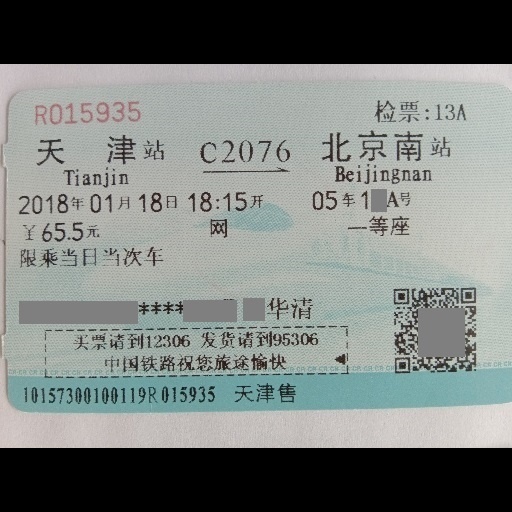 R015935 检票:13A
天津站 C2076 北京南站
Tianjin Beijingnan
2018年01月18日18:15开 05车1 A号
￥65.5元 网 一等座
限乘当日当次车
**** 华清
买票请到12306 发货请到95306
中国铁路祝您旅途愉快
10157300100119R015935 天津售